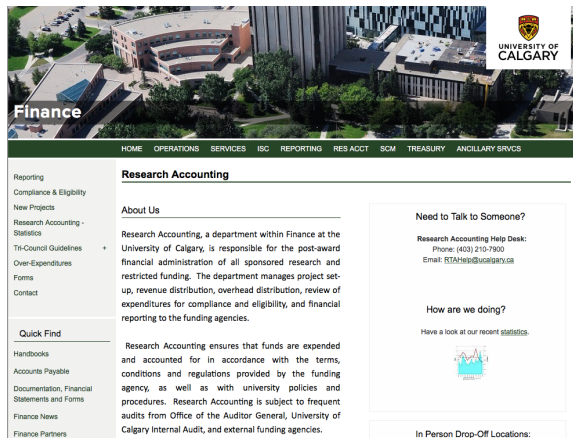 UNIVERSITY OF
CALGARY
Finance
HOME OPERATIONS SERVICES ISC REPORTING RES ACCT SCM TREASURY ANCILLARY SRVCS
Reporting
Compliance & Eligibility
New Projects
Research Accounting -
Statistics
Tri-Council Guidelines +
Over-Expenditures
Forms
Contact
Quick Find
Handbooks
Accounts Payable
Documentation, Financial
Statements and Forms
Finance News
Finance Partners
Research Accounting
About Us
Research Accounting, a department within Finance at the
University of Calgary, is responsible for the post-award
financial administration of all sponsored research and
restricted funding. The department manages project set-
up, revenue distribution, overhead distribution, review of
expenditures for compliance and eligibility, and financial
reporting to the funding agencies.
Research Accounting ensures that funds are expended
and accounted for in accordance with the terms,
conditions and regulations provided by the funding
agency, as well as with university policies and
procedures. Research Accounting is subject to frequent
audits from Office of the Auditor General, University of
Calgary Internal Audit, and external funding agencies.
Need to Talk to Someone?
Research Accounting Help Desk:
Phone: (403) 210-7900
Email: RTAHelp@ucalgary.ca
How are we doing?
Have a look at our recent statistics.
In Person Drop-Off Locations: